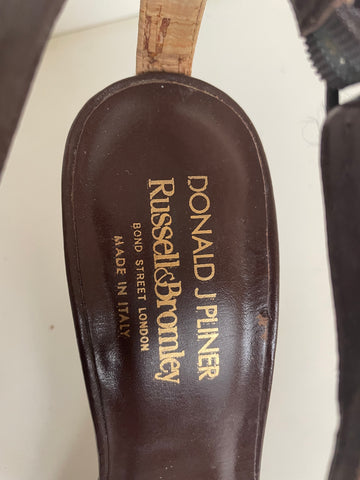 DONALD J PLINER
Russell&Bromley
BOND STREET LONDON
MADE IN ITALY